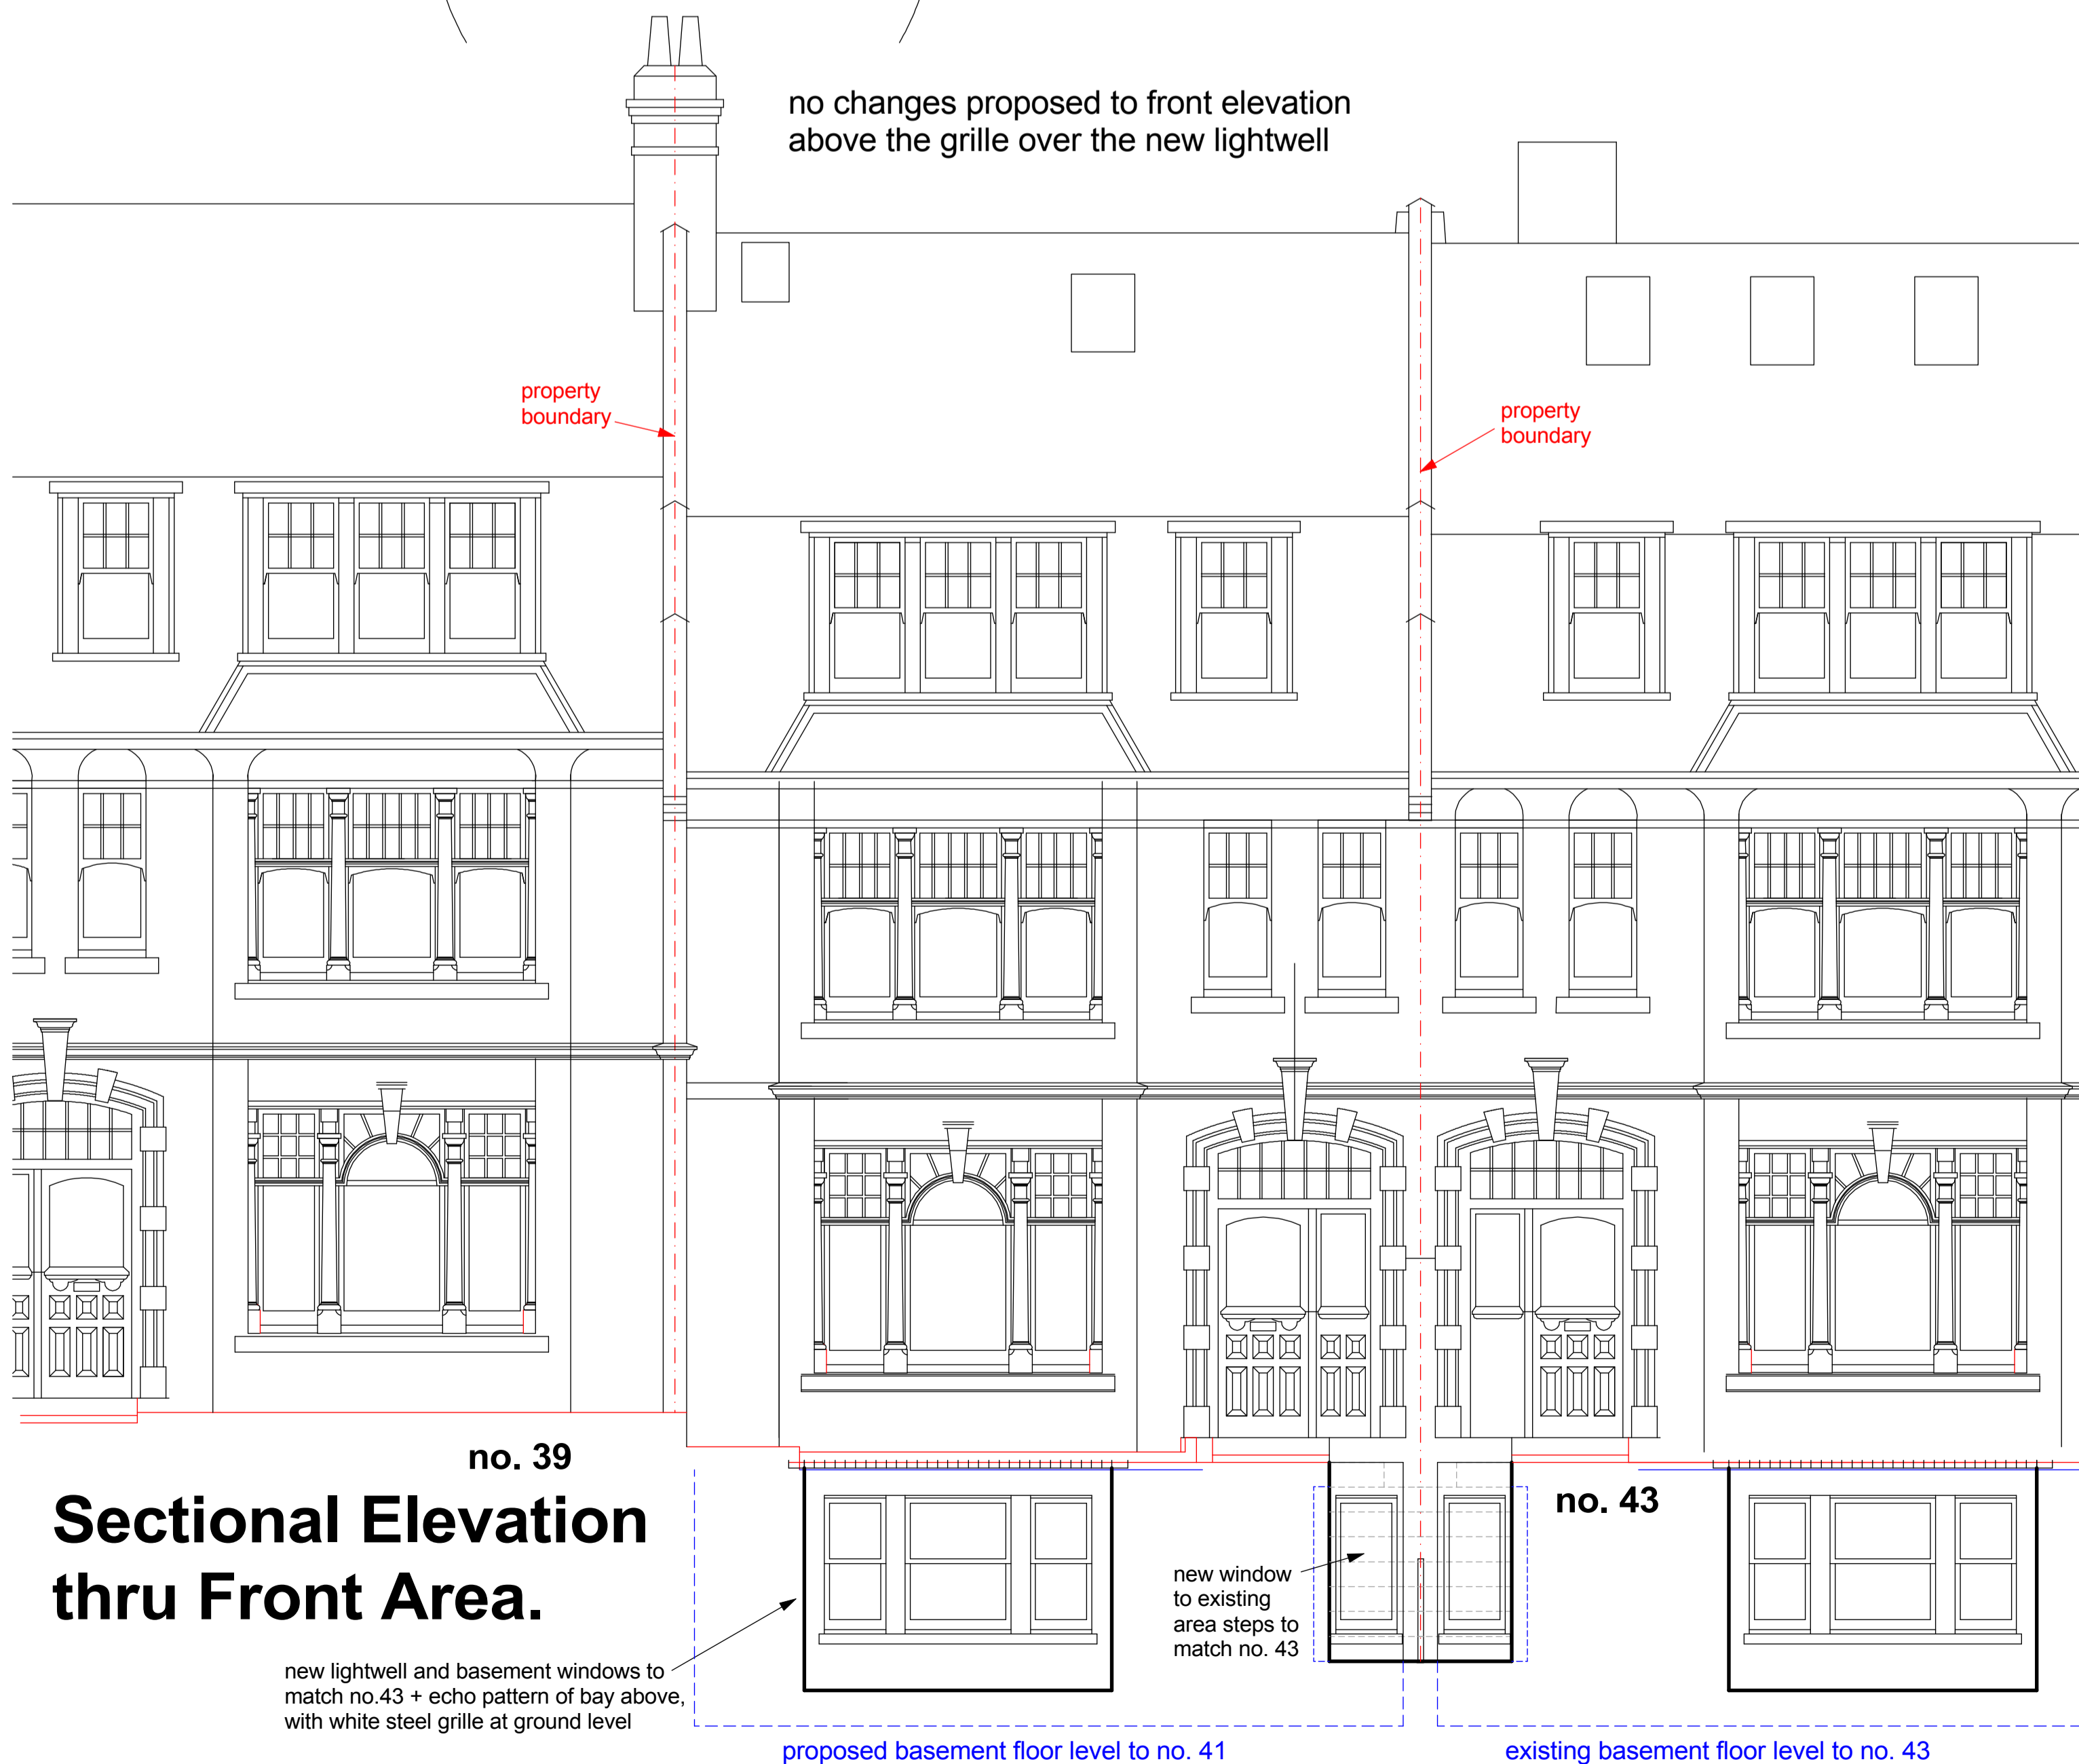 no changes proposed to front elevation
above the grille over the new lightwell
property
boundary
property
boundary
no. 39
Sectional Elevation
thru Front Area.
no. 43
new window
to existing
area steps to
match no. 43
new lightwell and basement windows to
match no.43 + echo pattern of bay above,
with white steel grille at ground level
proposed basement floor level to no. 41
existing basement floor level to no. 43